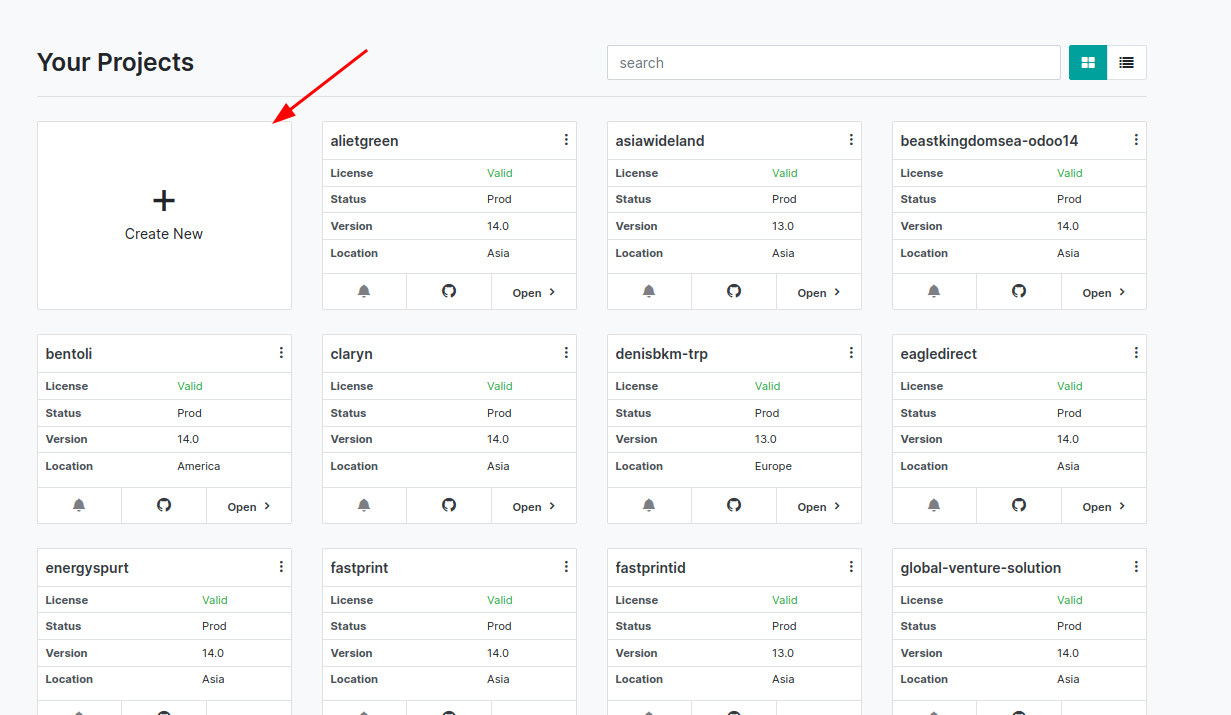 Your Projects
search
Create New
alietgreen
License Valid
Status Prod
Version 14.0
Location Asia
Open
asiawideland
License Valid
Status Prod
Version 13.0
Location Asia
Open
beastkingdomsea-odoo14
License Valid
Status Prod
Version 14.0
Location Asia
Open
bentoli
License Valid
Status Prod
Version 14.0
Location America
Open
claryn
License Valid
Status Prod
Version 14.0
Location Asia
Open
denisbkm-trp
License Valid
Status Prod
Version 13.0
Location Europe
Open
eagledirect
License Valid
Status Prod
Version 14.0
Location Asia
Open
energyspurt
License Valid
Status Prod
Version 14.0
Location Asia
fastprint
License Valid
Status Prod
Version 14.0
Location Asia
fastprintid
License Valid
Status Prod
Version 13.0
Location Asia
global-venture-solution
License Valid
Status Prod
Version 14.0
Location Asia